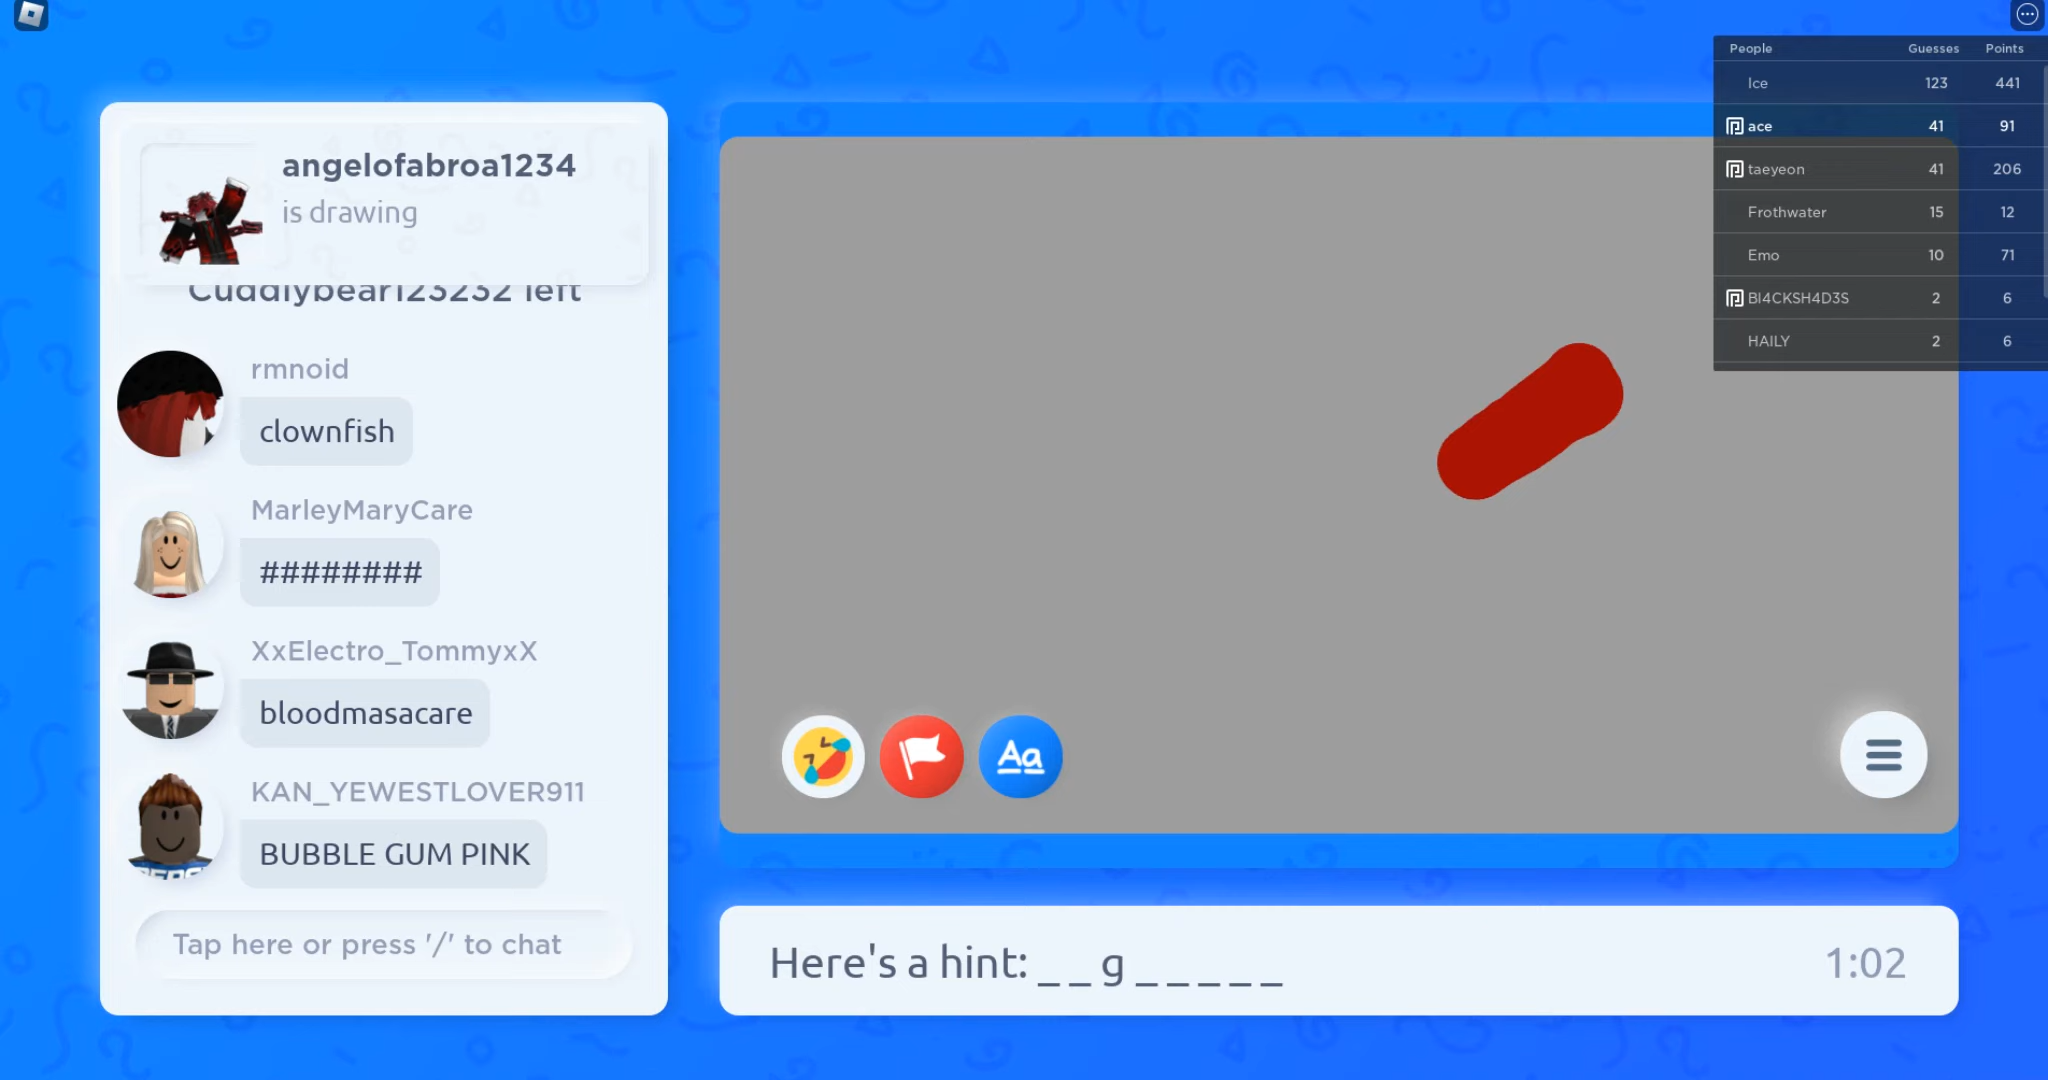 angelofabroa1234
is drawing
Cuddlybear123232 left
rmnoid
clownfish
MarleyMaryCare
########
XxElectro_TommyxX
bloodmasacare
KAN_YEWESTLOVER911
BUBBLE GUM PINK
Tap here or press '/' to chat
People Guesses Points
Ice 123 441
ace 41 91
taeyeon 41 206
Frothwater 15 12
Emo 10 71
BI4CKSH4D3S 2 6
HAILY 2 6
Aa
Here's a hint: _ _ g _ _ _ _ _
1:02